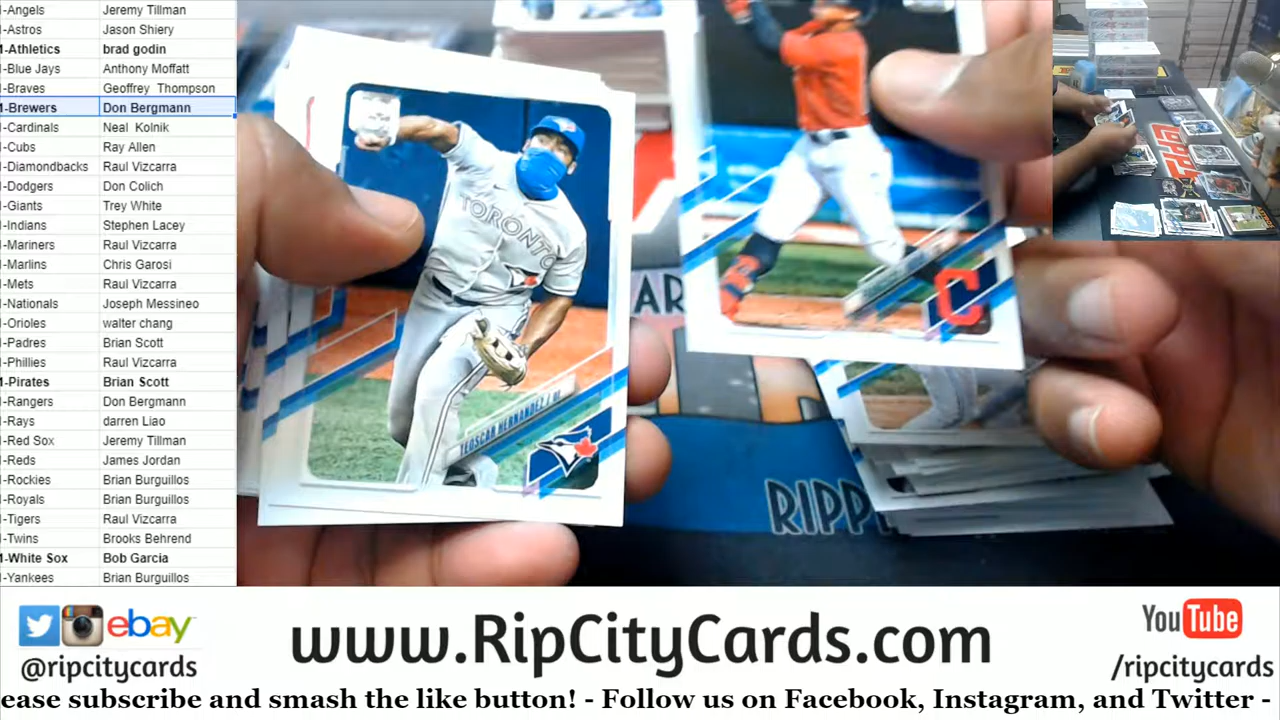 I-Angels Jeremy Tillman
I-Astros Jason Shiery
I-Athletics brad godin
I-Blue Jays Anthony Moffatt
I-Braves Geoffrey Thompson
I-Brewers Don Bergmann
I-Cardinals Neal Kolnik
I-Cubs Ray Allen
I-Diamondbacks Raul Vizcarra
I-Dodgers Don Colich
I-Giants Trey White
I-Indians Stephen Lacey
I-Mariners Raul Vizcarra
I-Marlins Chris Garosi
I-Mets Raul Vizcarra
I-Nationals Joseph Messineo
I-Orioles walter chang
I-Padres Brian Scott
I-Phillies Raul Vizcarra
I-Pirates Brian Scott
I-Rangers Don Bergmann
I-Rays darren Liao
I-Red Sox Jeremy Tillman
I-Reds James Jordan
I-Rockies Brian Burguillos
I-Royals Brian Burguillos
I-Tigers Raul Vizcarra
I-Twins Brooks Behrend
I-White Sox Bob Garcia
I-Yankees Brian Burguillos
TORONTO
TEOSCAR HERNANDEZ / OF
C
AR
RIPP
TOPPS
ebay
@ripcitycards
www.RipCityCards.com
YouTube
/ripcitycards
ease subscribe and smash the like button! - Follow us on Facebook, Instagram, and Twitter -